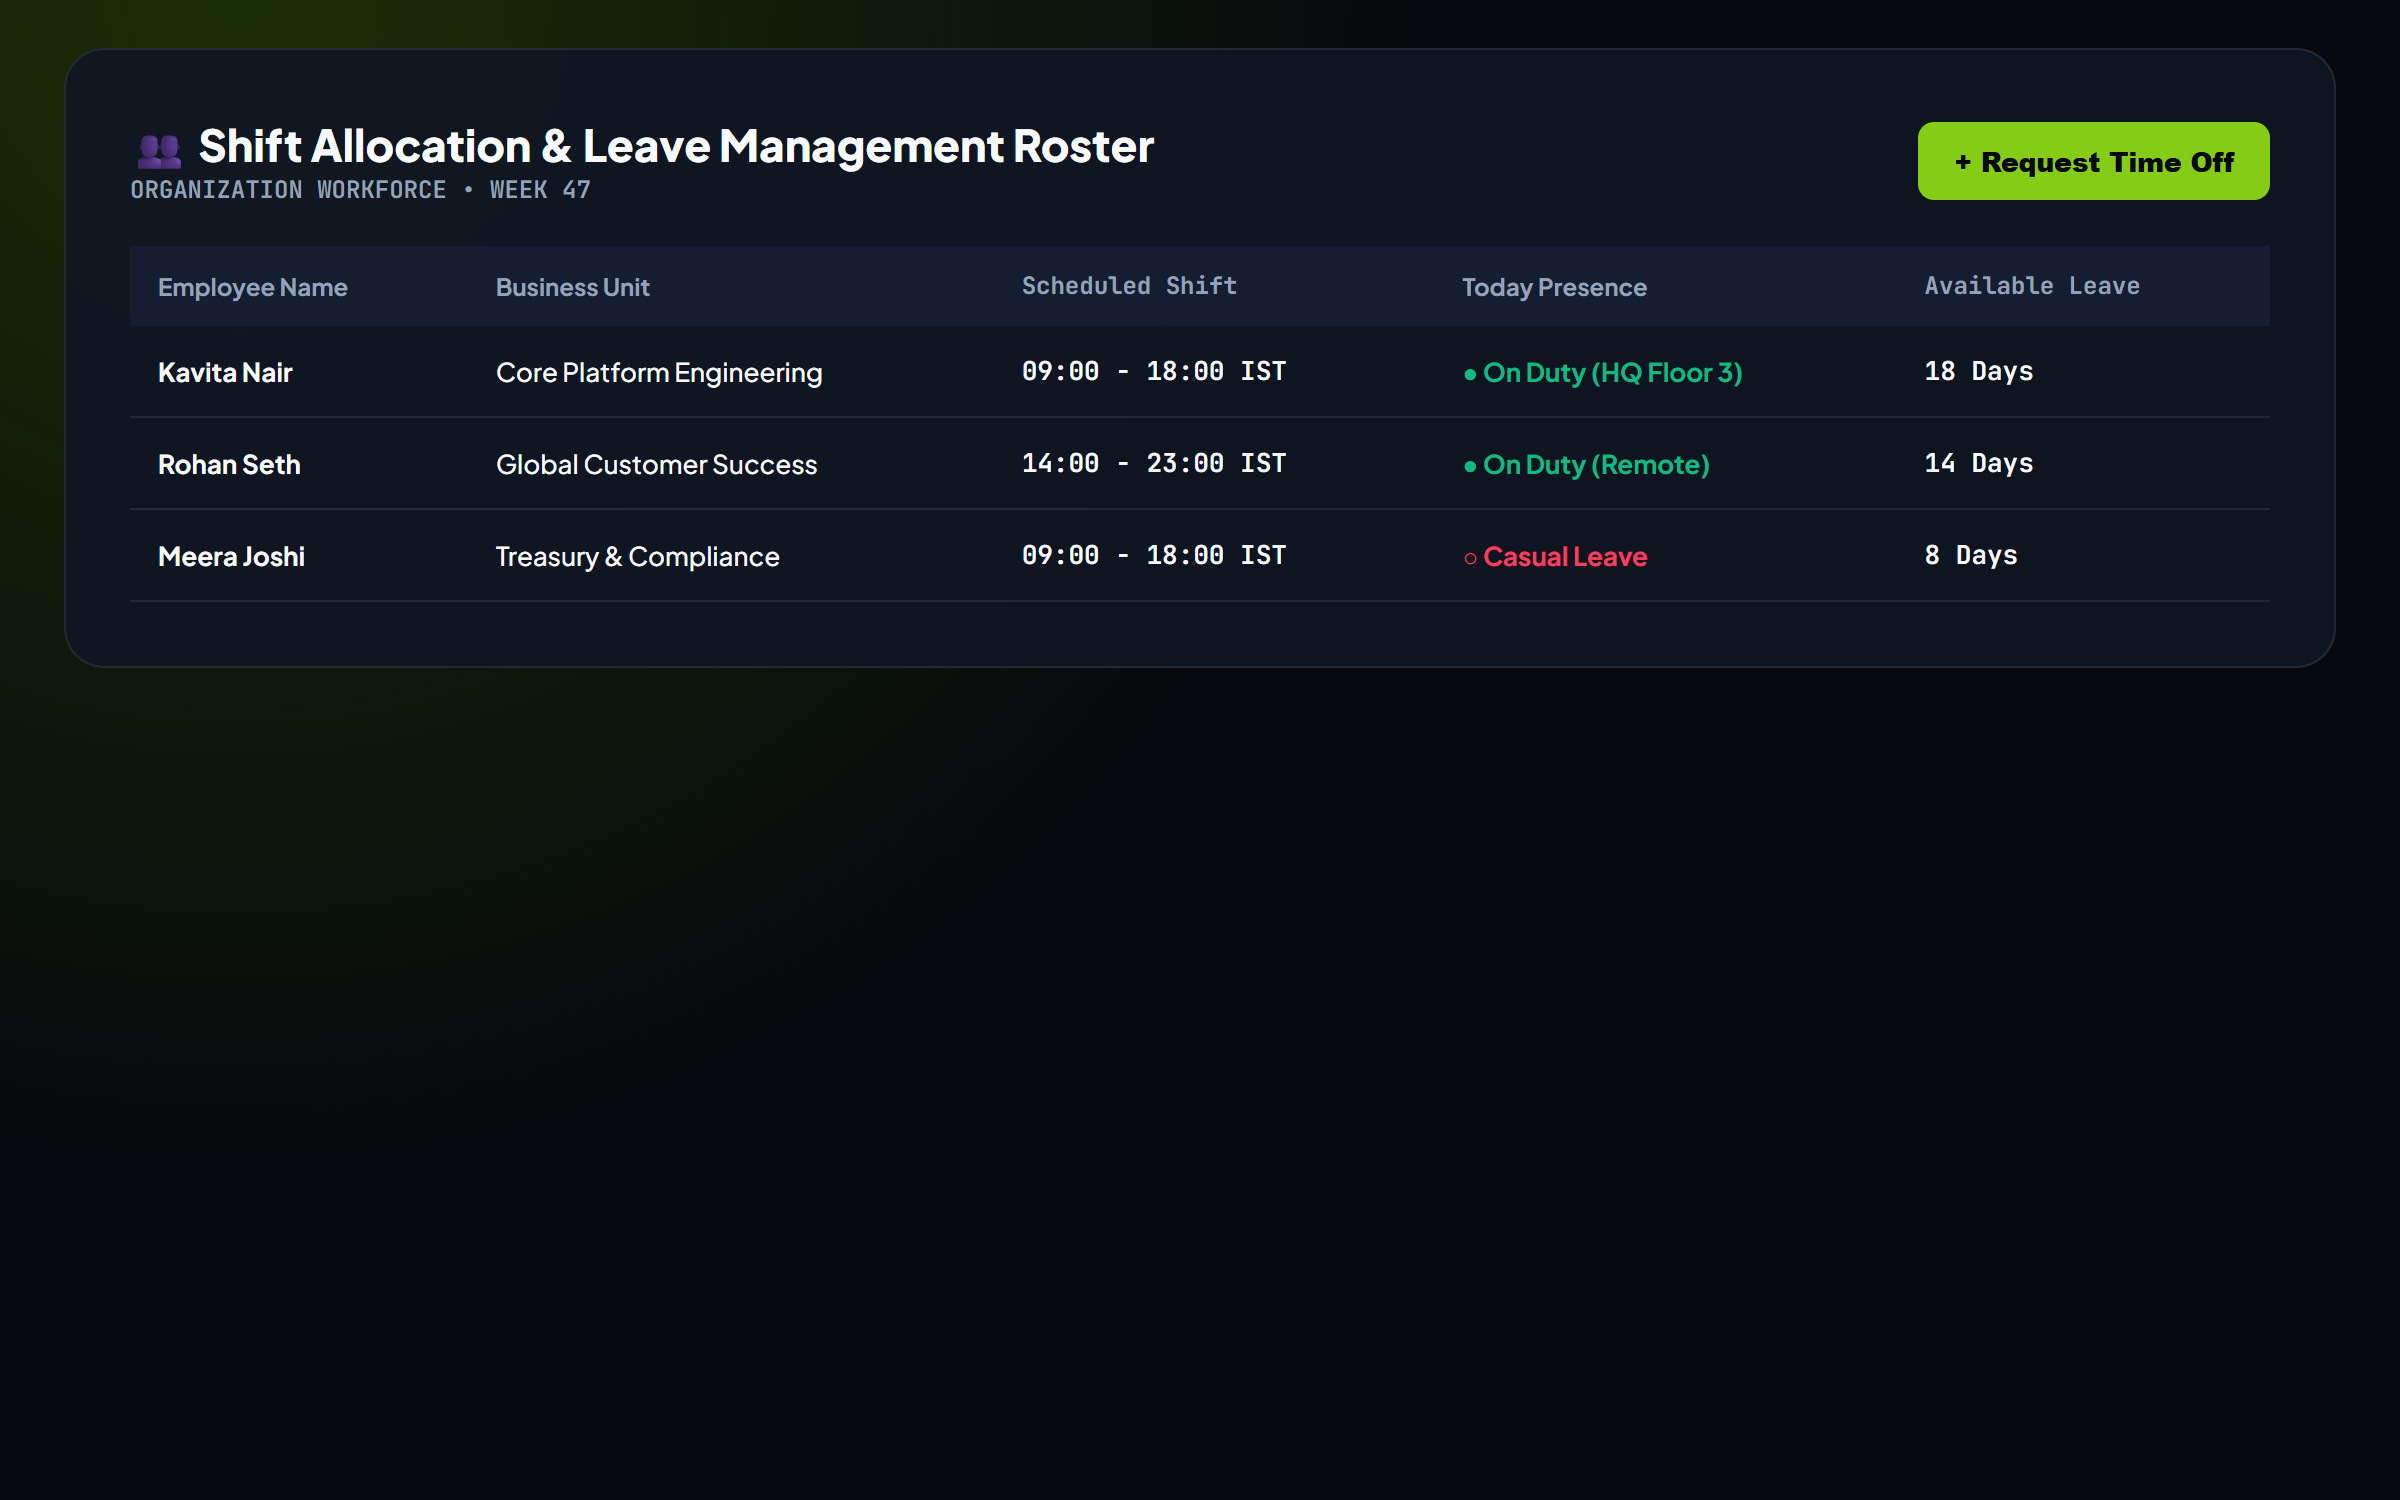 👥 Shift Allocation & Leave Management Roster
ORGANIZATION WORKFORCE • WEEK 47
+ Request Time Off
Employee Name Business Unit Scheduled Shift Today Presence Available Leave
Kavita Nair Core Platform Engineering 09:00 - 18:00 IST ● On Duty (HQ Floor 3) 18 Days
Rohan Seth Global Customer Success 14:00 - 23:00 IST ● On Duty (Remote) 14 Days
Meera Joshi Treasury & Compliance 09:00 - 18:00 IST ○ Casual Leave 8 Days